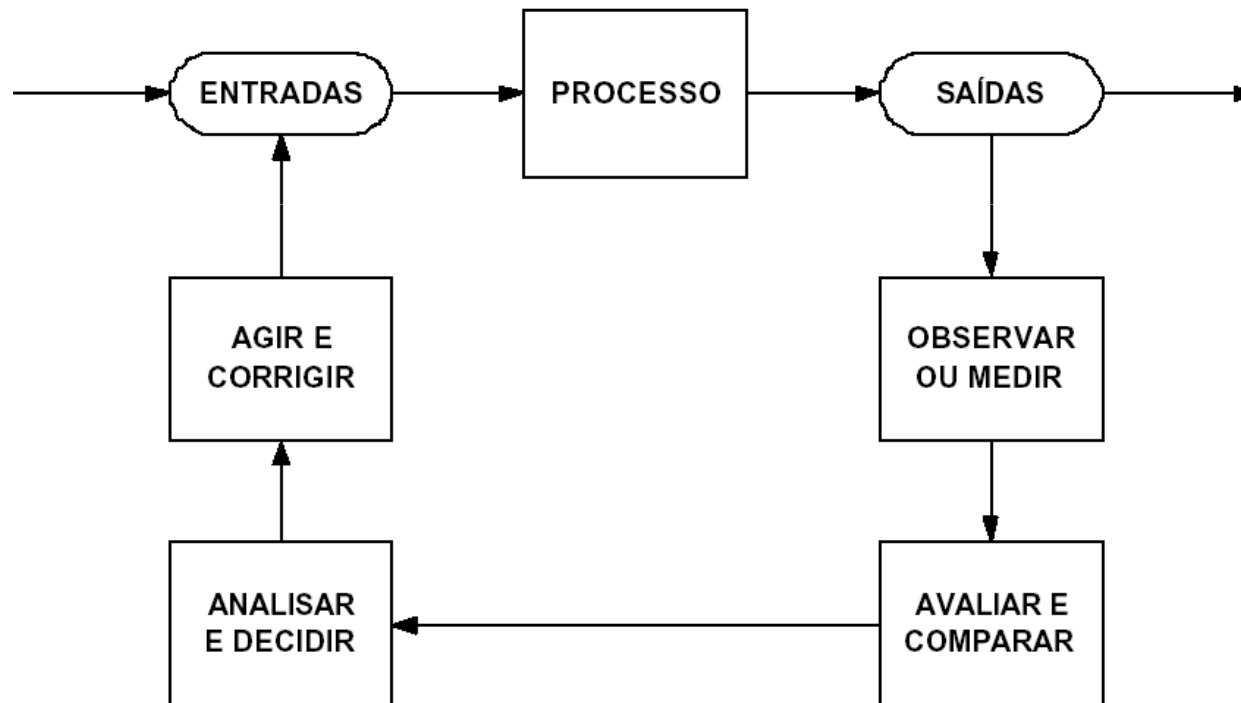 ENTRADAS
PROCESSO
SAÍDAS
AGIR E
CORRIGIR
OBSERVAR
OU MEDIR
ANALISAR
E DECIDIR
AVALIAR E
COMPARAR